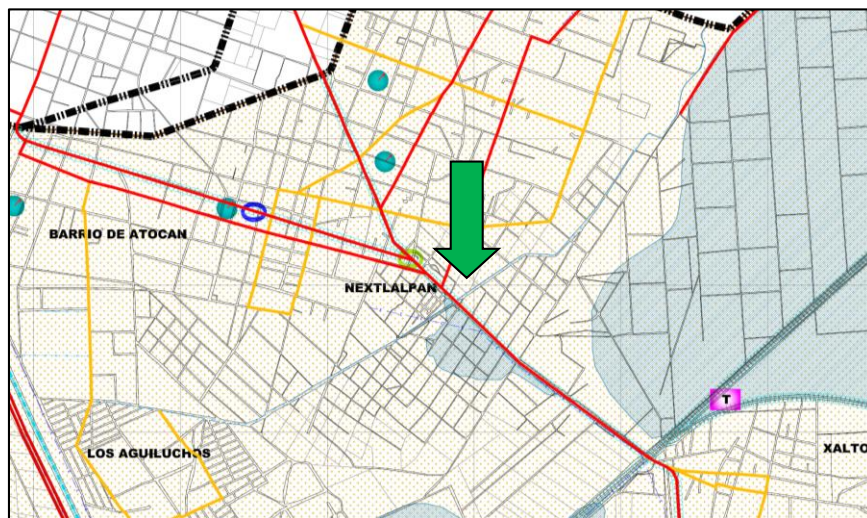 BARRIO DE ATOCAN
NEXTLALPAN
T
LOS AGUILUCHOS
XALTO